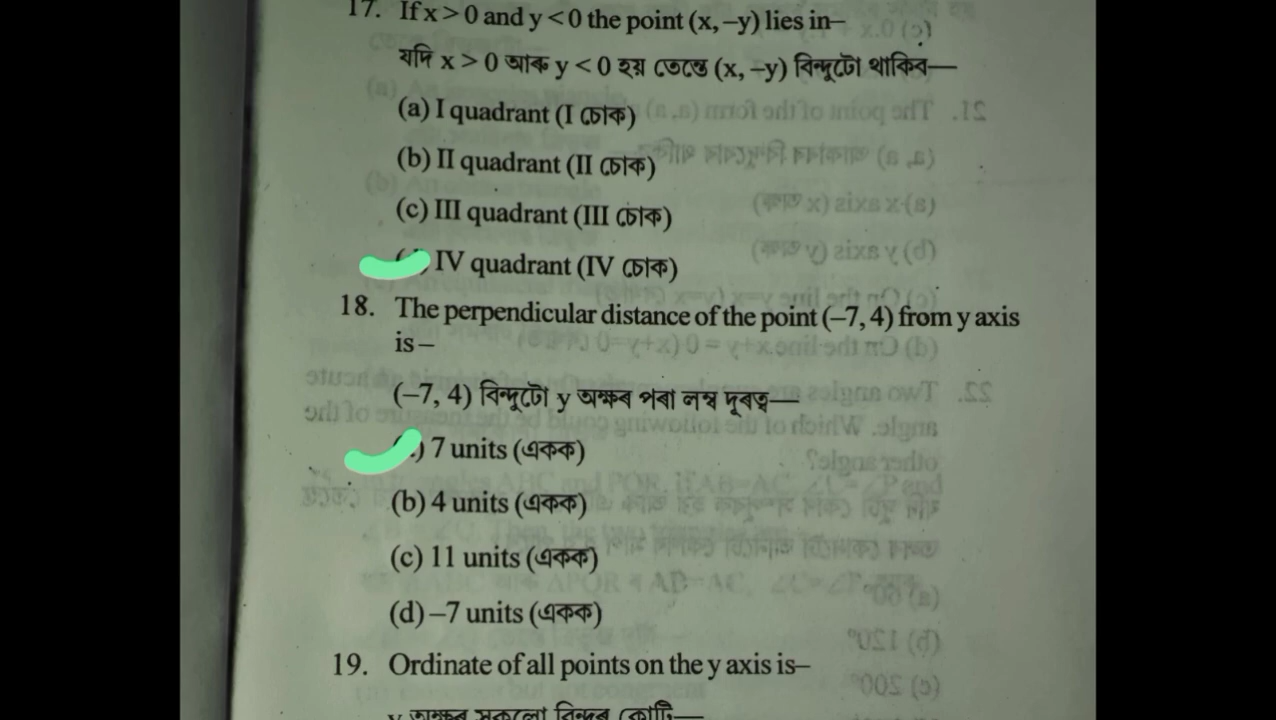 17. If x > 0 and y < 0 the point (x, –y) lies in–
যদি x > 0 আৰু y < 0 হয় তেন্তে (x, –y) বিন্দুটো থাকিব—
(a) I quadrant (I চোক)
(b) II quadrant (II চোক)
(c) III quadrant (III চোক)
IV quadrant (IV চোক)
18. The perpendicular distance of the point (–7, 4) from y axis
is –
(–7, 4) বিন্দুটো y অক্ষৰ পৰা লম্ব দূৰত্ব—
7 units (একক)
(b) 4 units (একক)
(c) 11 units (একক)
(d) –7 units (একক)
19. Ordinate of all points on the y axis is–
y অক্ষৰ সকলো বিন্দুৰ কোটি—